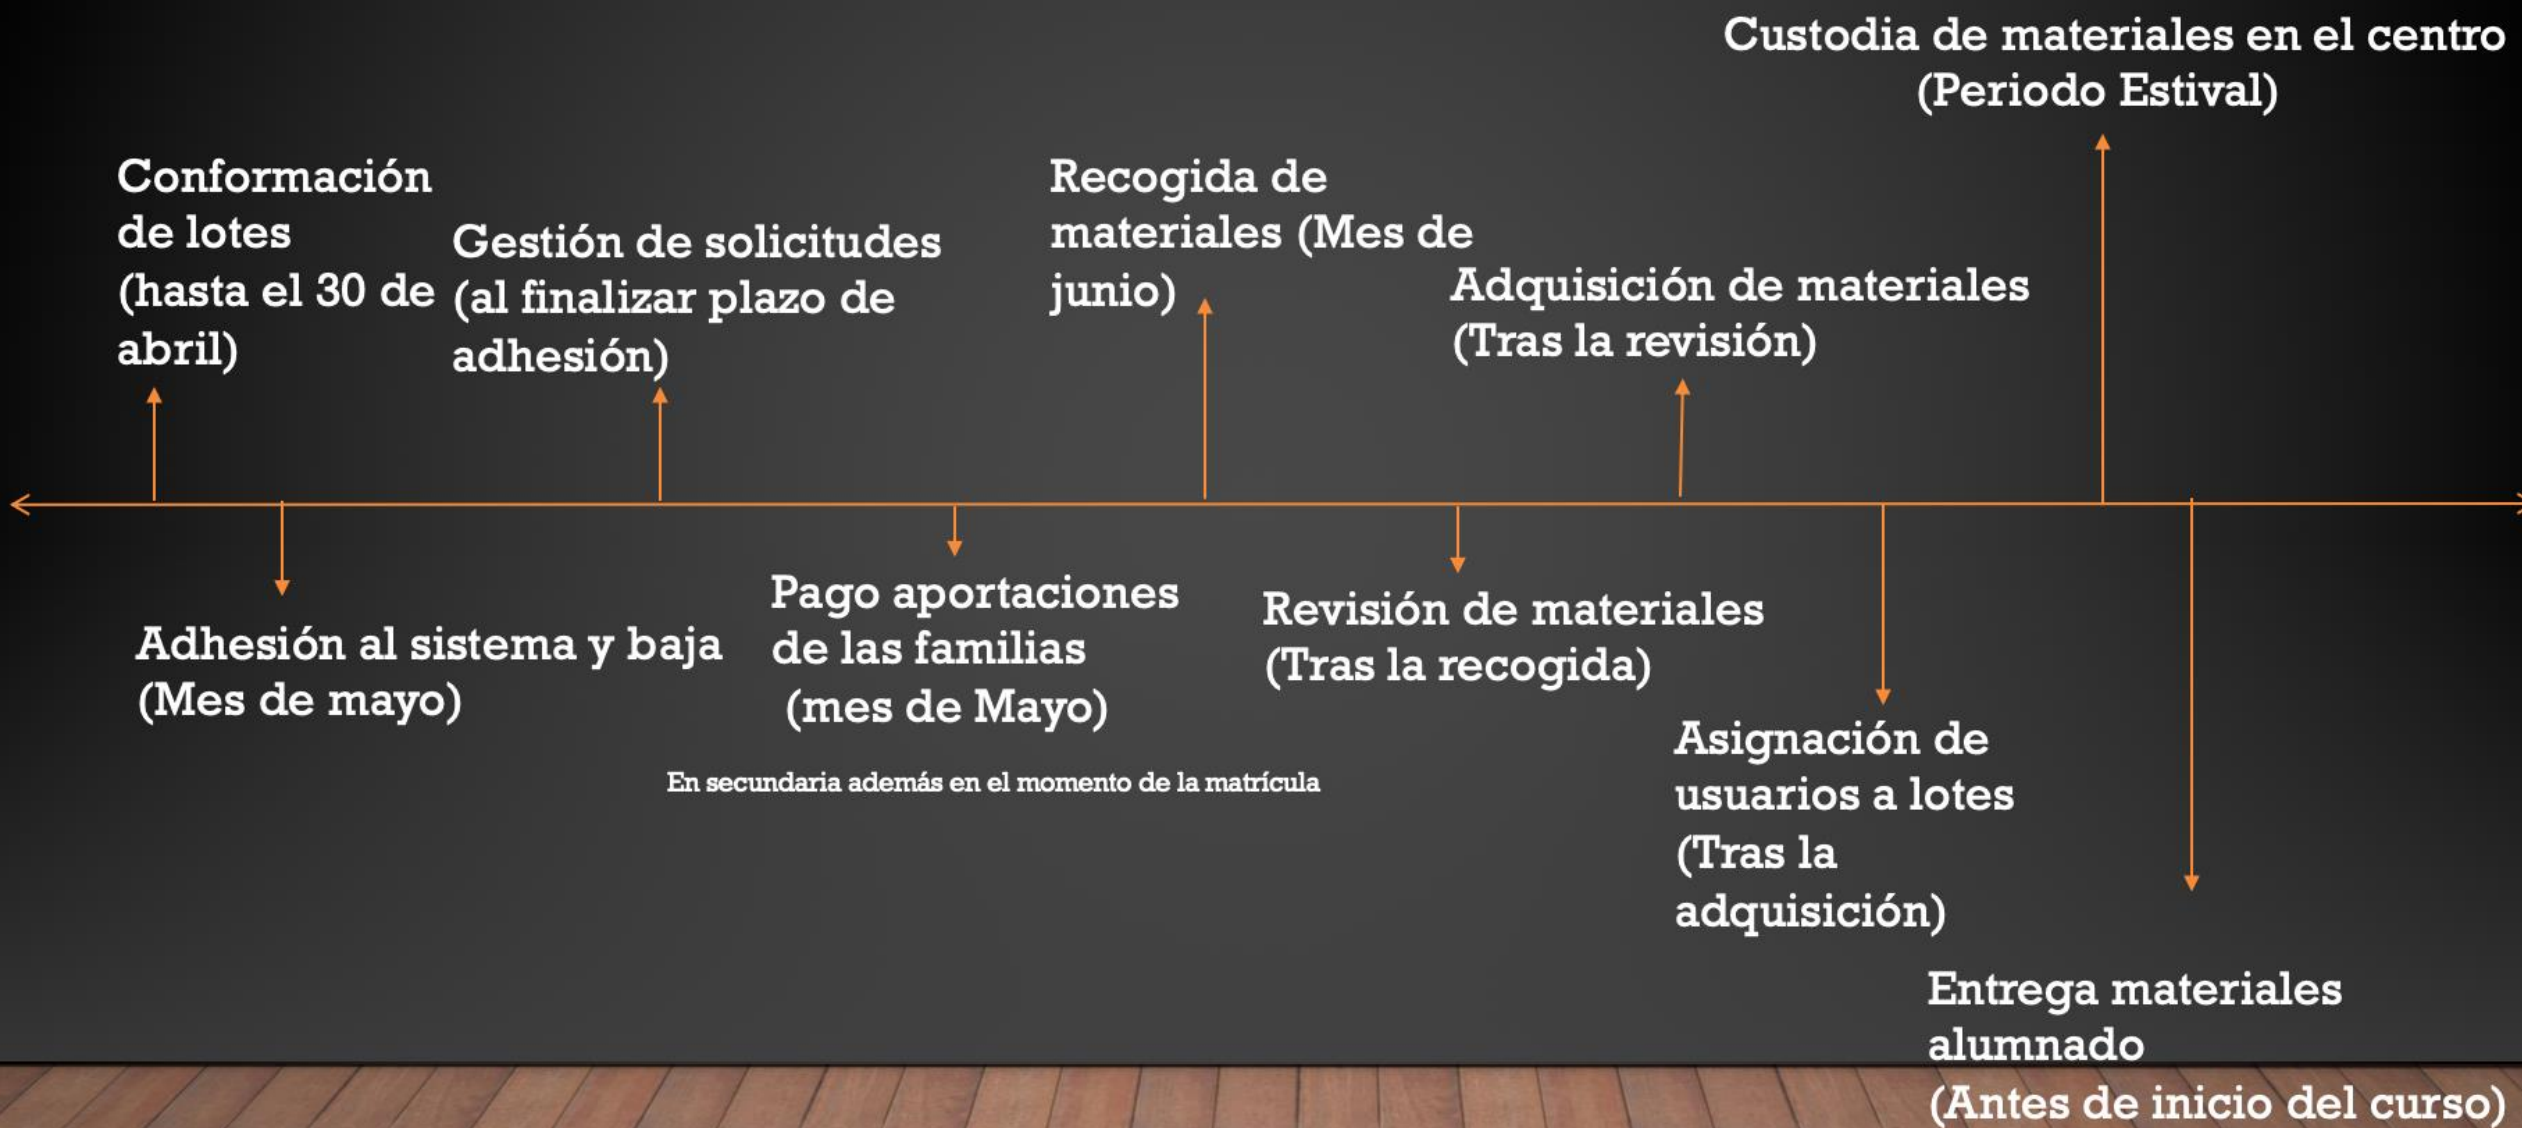 Custodia de materiales en el centro
(Periodo Estival)
Conformación
de lotes
(hasta el 30 de
abril)
Gestión de solicitudes
(al finalizar plazo de
adhesión)
Recogida de
materiales (Mes de
junio)
Adquisición de materiales
(Tras la revisión)
Adhesión al sistema y baja
(Mes de mayo)
Pago aportaciones
de las familias
(mes de Mayo)
En secundaria además en el momento de la matrícula
Revisión de materiales
(Tras la recogida)
Asignación de
usuarios a lotes
(Tras la
adquisición)
Entrega materiales
alumnado
(Antes de inicio del curso)